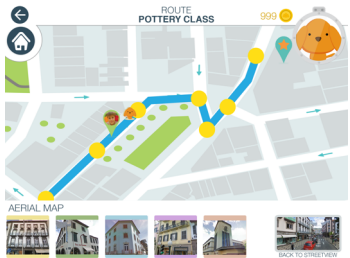 ROUTE
POTTERY CLASS
999
AERIAL MAP
BACK TO STREETVIEW